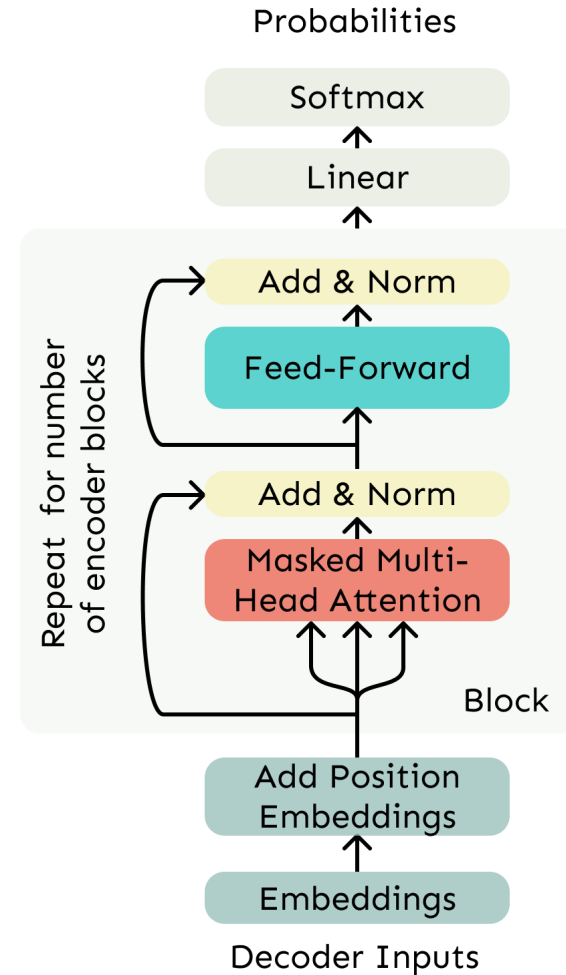 Probabilities
Softmax
Linear
Add & Norm
Feed-Forward
Repeat for number
of encoder blocks
Add & Norm
Masked Multi-
Head Attention
Block
Add Position
Embeddings
Embeddings
Decoder Inputs